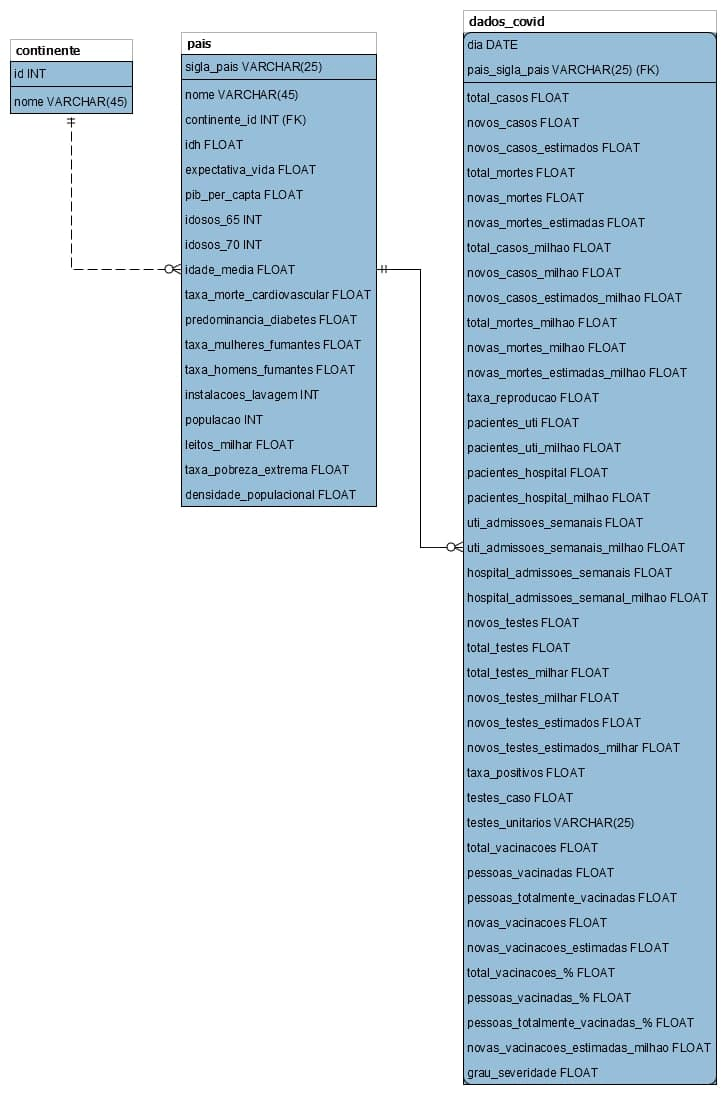 continente
id INT
nome VARCHAR(45)
pais
sigla_pais VARCHAR(25)
nome VARCHAR(45)
continente_id INT (FK)
idh FLOAT
expectativa_vida FLOAT
pib_per_capta FLOAT
idosos_65 INT
idosos_70 INT
idade_media FLOAT
taxa_morte_cardiovascular FLOAT
predominancia_diabetes FLOAT
taxa_mulheres_fumantes FLOAT
taxa_homens_fumantes FLOAT
instalacoes_lavagem INT
populacao INT
leitos_milhar FLOAT
taxa_pobreza_extrema FLOAT
densidade_populacional FLOAT
dados_covid
dia DATE
pais_sigla_pais VARCHAR(25) (FK)
total_casos FLOAT
novos_casos FLOAT
novos_casos_estimados FLOAT
total_mortes FLOAT
novas_mortes FLOAT
novas_mortes_estimadas FLOAT
total_casos_milhao FLOAT
novos_casos_milhao FLOAT
novos_casos_estimados_milhao FLOAT
total_mortes_milhao FLOAT
novas_mortes_milhao FLOAT
novas_mortes_estimadas_milhao FLOAT
taxa_reproducao FLOAT
pacientes_uti FLOAT
pacientes_uti_milhao FLOAT
pacientes_hospital FLOAT
pacientes_hospital_milhao FLOAT
uti_admissoes_semanais FLOAT
uti_admissoes_semanais_milhao FLOAT
hospital_admissoes_semanais FLOAT
hospital_admissoes_semanal_milhao FLOAT
novos_testes FLOAT
total_testes FLOAT
total_testes_milhar FLOAT
novos_testes_milhar FLOAT
novos_testes_estimados FLOAT
novos_testes_estimados_milhar FLOAT
taxa_positivos FLOAT
testes_caso FLOAT
testes_unitarios VARCHAR(25)
total_vacinacoes FLOAT
pessoas_vacinadas FLOAT
pessoas_totalmente_vacinadas FLOAT
novas_vacinacoes FLOAT
novas_vacinacoes_estimadas FLOAT
total_vacinacoes_% FLOAT
pessoas_vacinadas_% FLOAT
pessoas_totalmente_vacinadas_% FLOAT
novas_vacinacoes_estimadas_milhao FLOAT
grau_severidade FLOAT